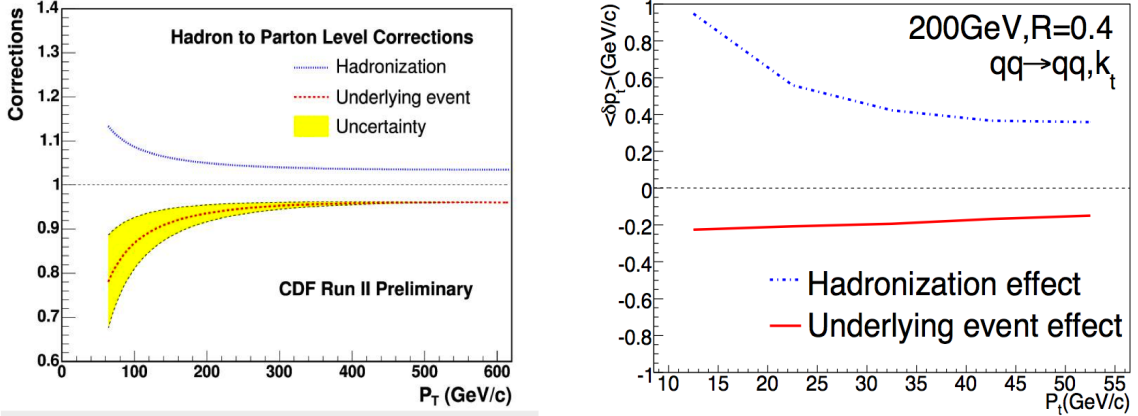 1.4
1.3
1.2
1.1
1
0.9
0.8
0.7
0.6
Corrections
Hadron to Parton Level Corrections
Hadronization
Underlying event
Uncertainty
CDF Run II Preliminary
0 100 200 300 400 500 600
P_T (GeV/c)
1
0.8
0.6
0.4
0.2
0
-0.2
-0.4
-0.6
-0.8
-1
<δp_t>(GeV/c)
200GeV,R=0.4
qq→qq,k_t
Hadronization effect
Underlying event effect
10 15 20 25 30 35 40 45 50 55
P_t(GeV/c)